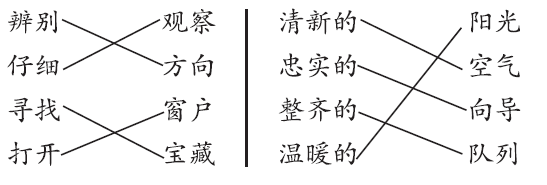 辨别 观察 清新的 阳光
仔细 方向 忠实的 空气
寻找 窗户 整齐的 向导
打开 宝藏 温暖的 队列